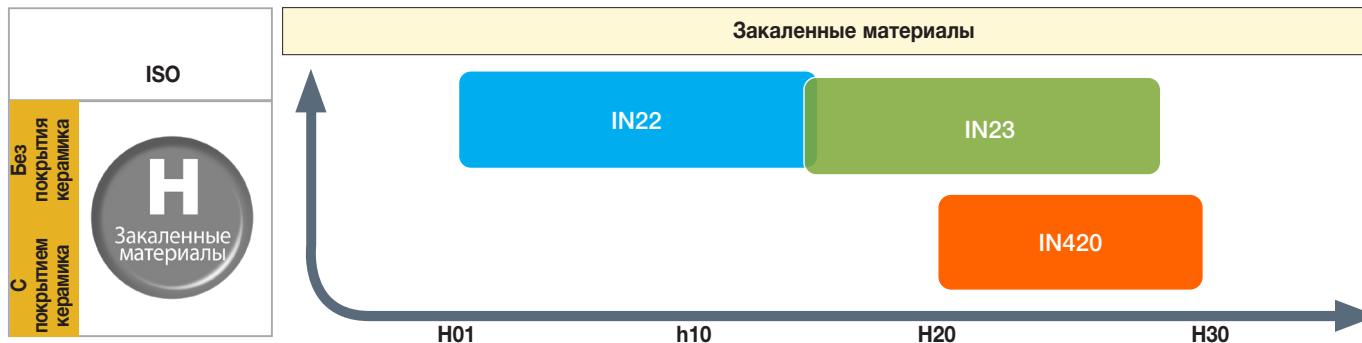 ISO
Закаленные материалы
Без
покрытия
керамика
С
покрытием
керамика
H
Закаленные
материалы
IN22
IN23
IN420
H01
h10
H20
H30